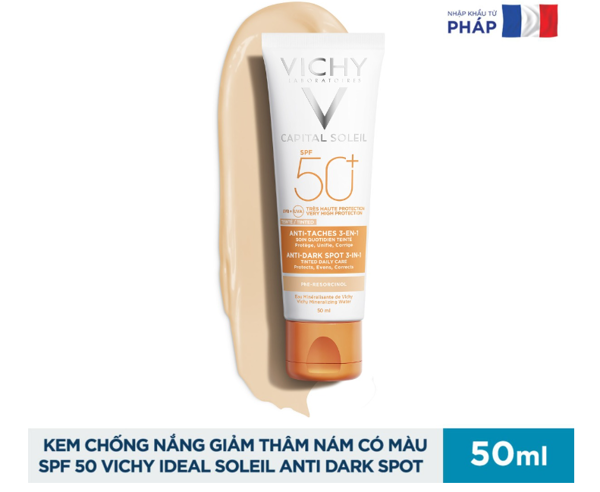 NHẬP KHẨU TỪ
PHÁP
VICHY
LABORATOIRES
CAPITAL SOLEIL
SPF
50+
UVB+UVA
TRÈS HAUTE PROTECTION
VERY HIGH PROTECTION
ANTI-TACHES 3-EN-1
SOIN QUOTIDIEN TEINTÉ
Protège, Unifie, Corrige
ANTI-DARK SPOT 3-IN-1
TINTED DAILY CARE
Protects, Evens, Corrects
Eau Minéralisante de Vichy
Vichy Mineralizing Water
50 ml
KEM CHỐNG NẮNG GIẢM THÂM NÁM CÓ MÀU
SPF 50 VICHY IDEAL SOLEIL ANTI DARK SPOT
50ml